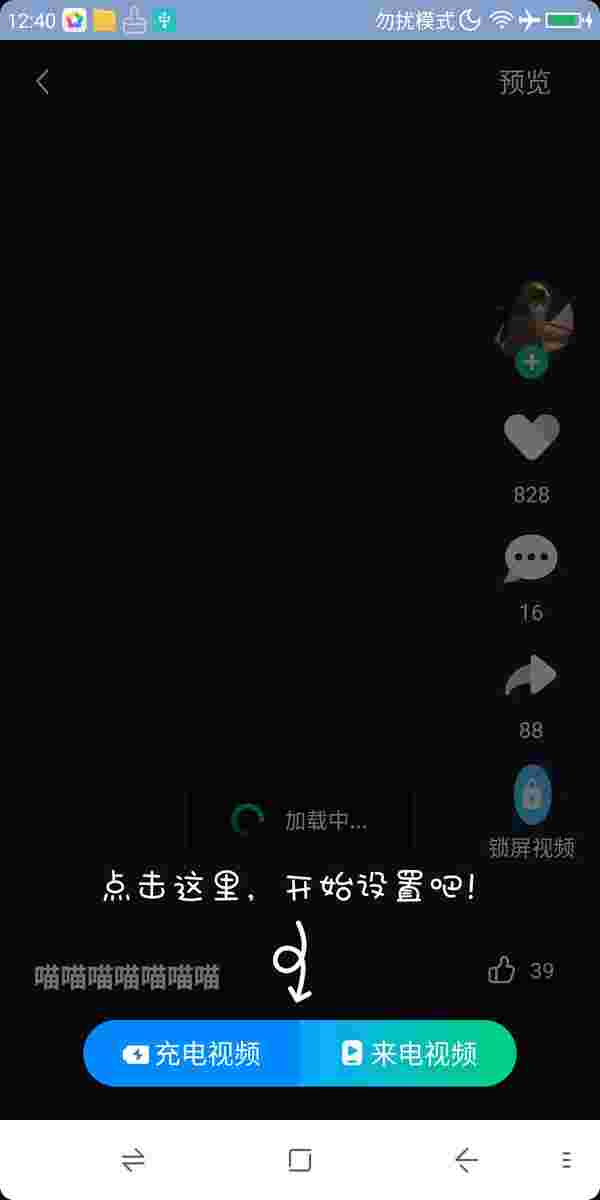 12:40 勿扰模式
预览
828
16
88
加载中...
锁屏视频
点击这里，开始设置吧！
喵喵喵喵喵喵喵
39
充电视频 来电视频